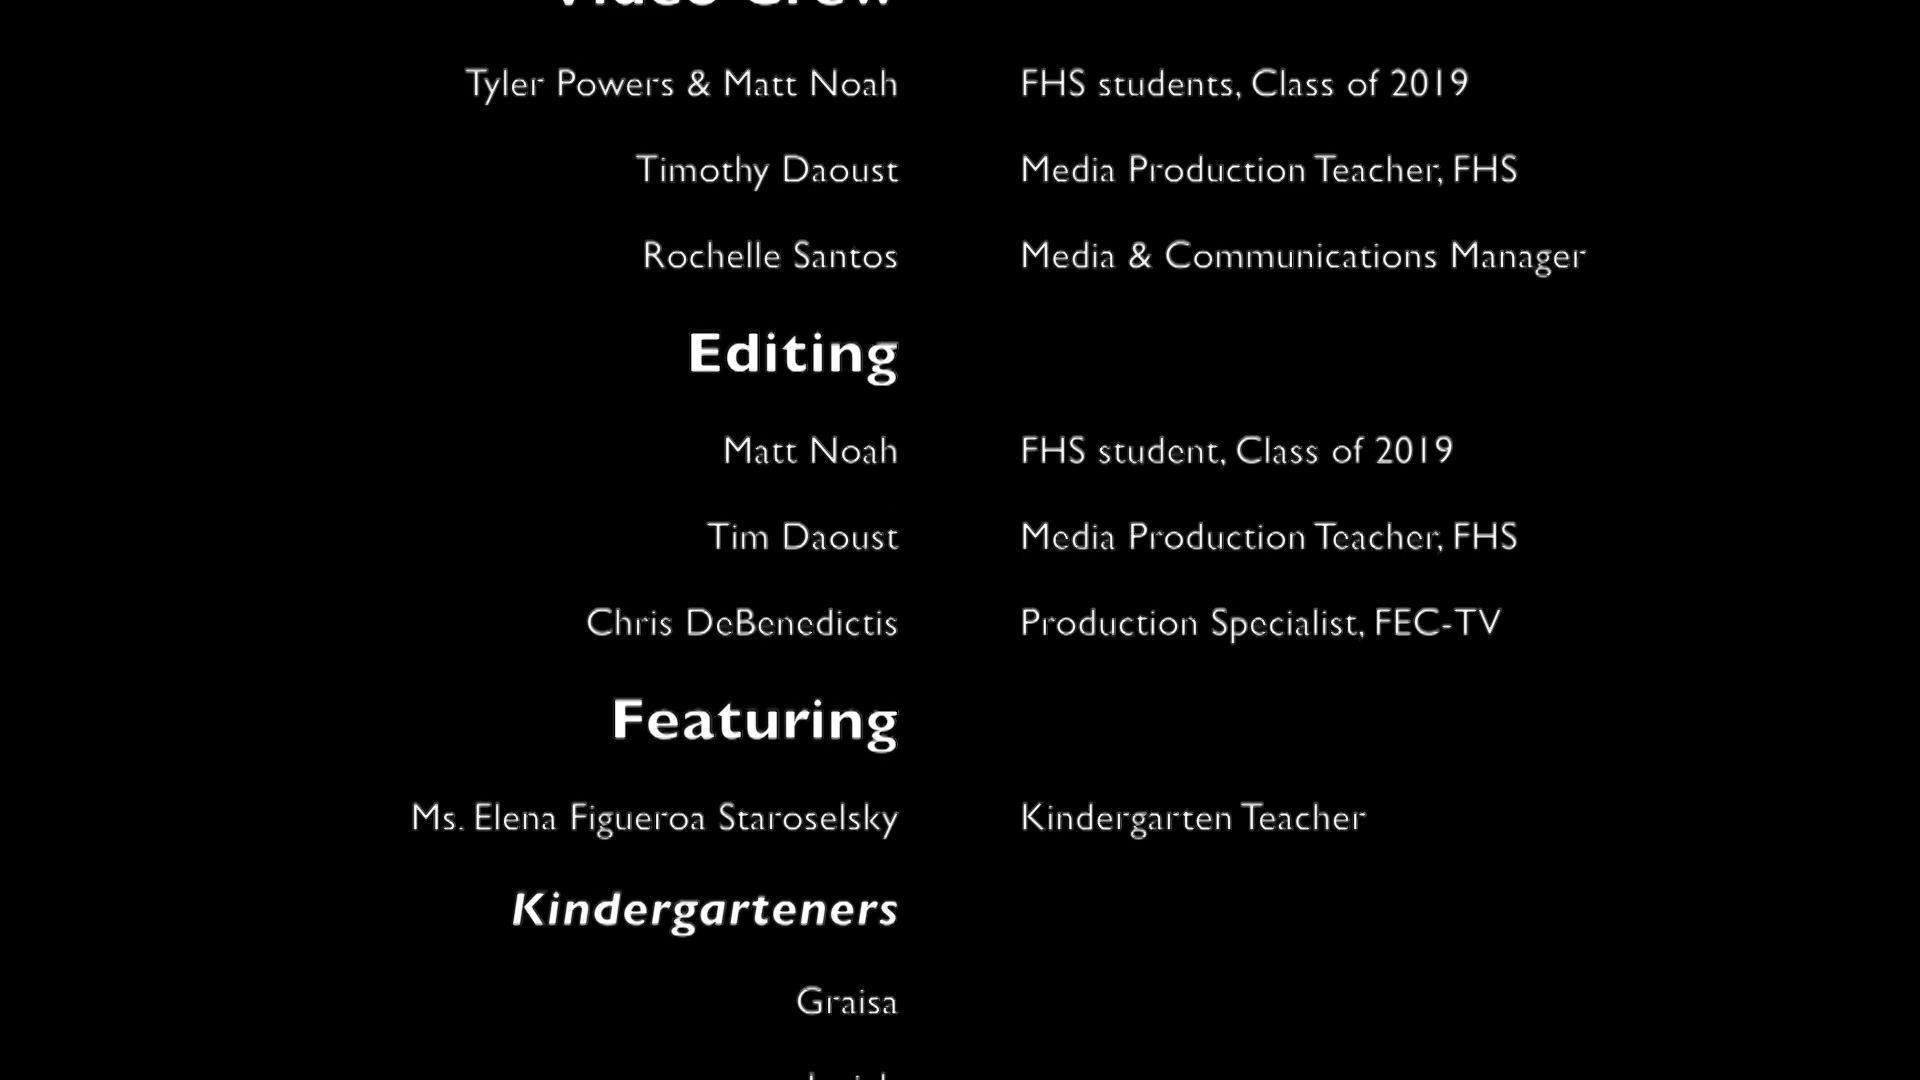 Video Crew
Tyler Powers & Matt Noah FHS students, Class of 2019
Timothy Daoust Media Production Teacher, FHS
Rochelle Santos Media & Communications Manager
Editing
Matt Noah FHS student, Class of 2019
Tim Daoust Media Production Teacher, FHS
Chris DeBenedictis Production Specialist, FEC-TV
Featuring
Ms. Elena Figueroa Staroselsky Kindergarten Teacher
Kindergarteners
Graisa